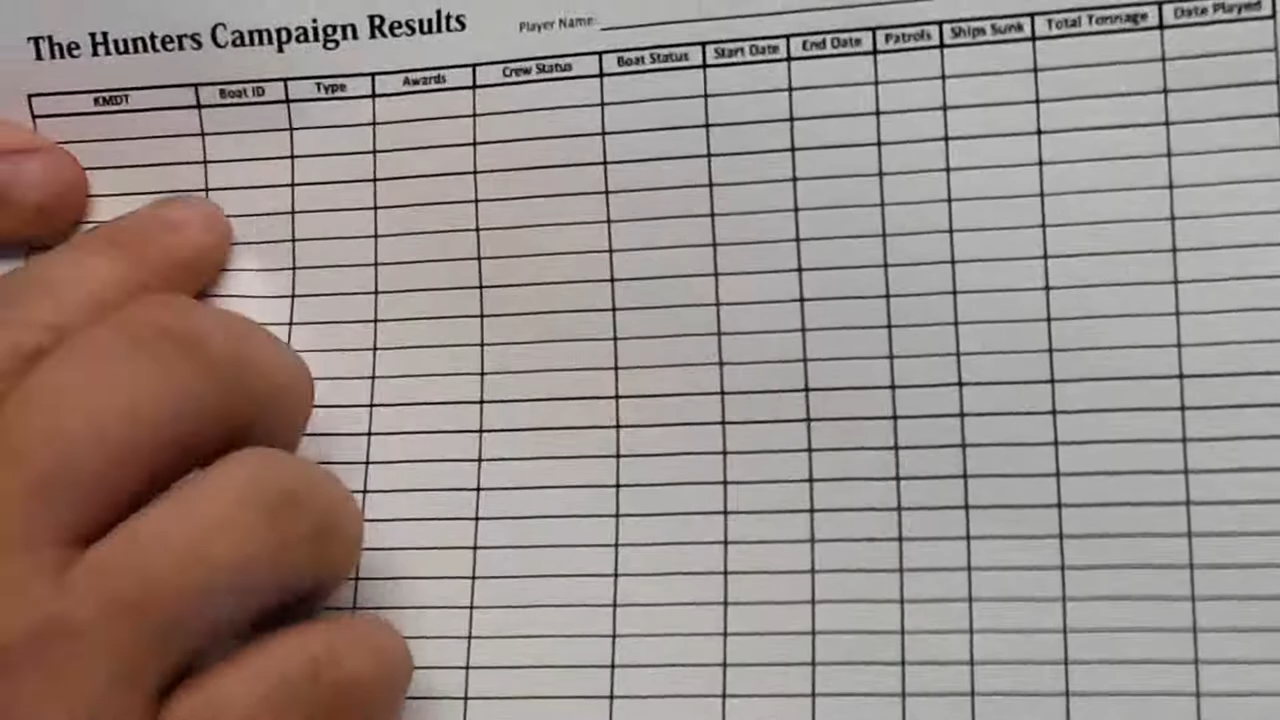 The Hunters Campaign Results Player Name:
KMDT Boat ID Type Awards Crew Status Boat Status Start Date End Date Patrols Ships Sunk Total Tonnage Date Played